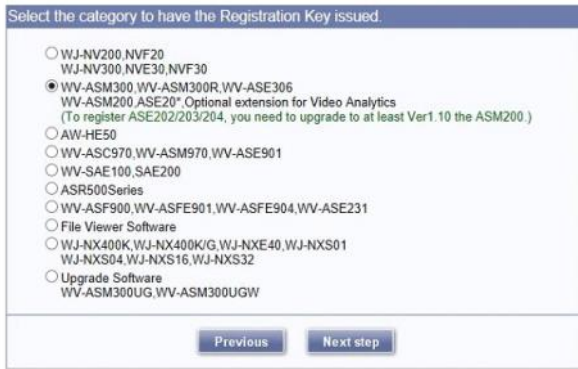 Select the category to have the Registration Key issued.
WJ-NV200,NVF20
WJ-NV300,NVE30,NVF30
WV-ASM300,WV-ASM300R,WV-ASE306
WV-ASM200,ASE20*,Optional extension for Video Analytics
(To register ASE202/203/204, you need to upgrade to at least Ver1.10 the ASM200.)
AW-HE50
WV-ASC970,WV-ASM970,WV-ASE901
WV-SAE100,SAE200
ASR500Series
WV-ASF900,WV-ASFE901,WV-ASFE904,WV-ASE231
File Viewer Software
WJ-NX400K,WJ-NX400K/G,WJ-NXE40,WJ-NXS01
WJ-NXS04,WJ-NXS16,WJ-NXS32
Upgrade Software
WV-ASM300UG,WV-ASM300UGW
Previous Next step